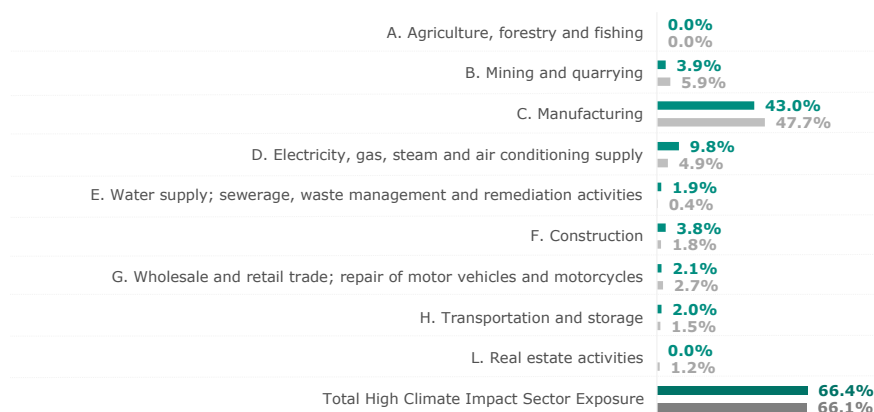 A. Agriculture, forestry and fishing
0.0%
0.0%
B. Mining and quarrying
3.9%
5.9%
C. Manufacturing
43.0%
47.7%
D. Electricity, gas, steam and air conditioning supply
9.8%
4.9%
E. Water supply; sewerage, waste management and remediation activities
1.9%
0.4%
F. Construction
3.8%
1.8%
G. Wholesale and retail trade; repair of motor vehicles and motorcycles
2.1%
2.7%
H. Transportation and storage
2.0%
1.5%
L. Real estate activities
0.0%
1.2%
Total High Climate Impact Sector Exposure
66.4%
66.1%